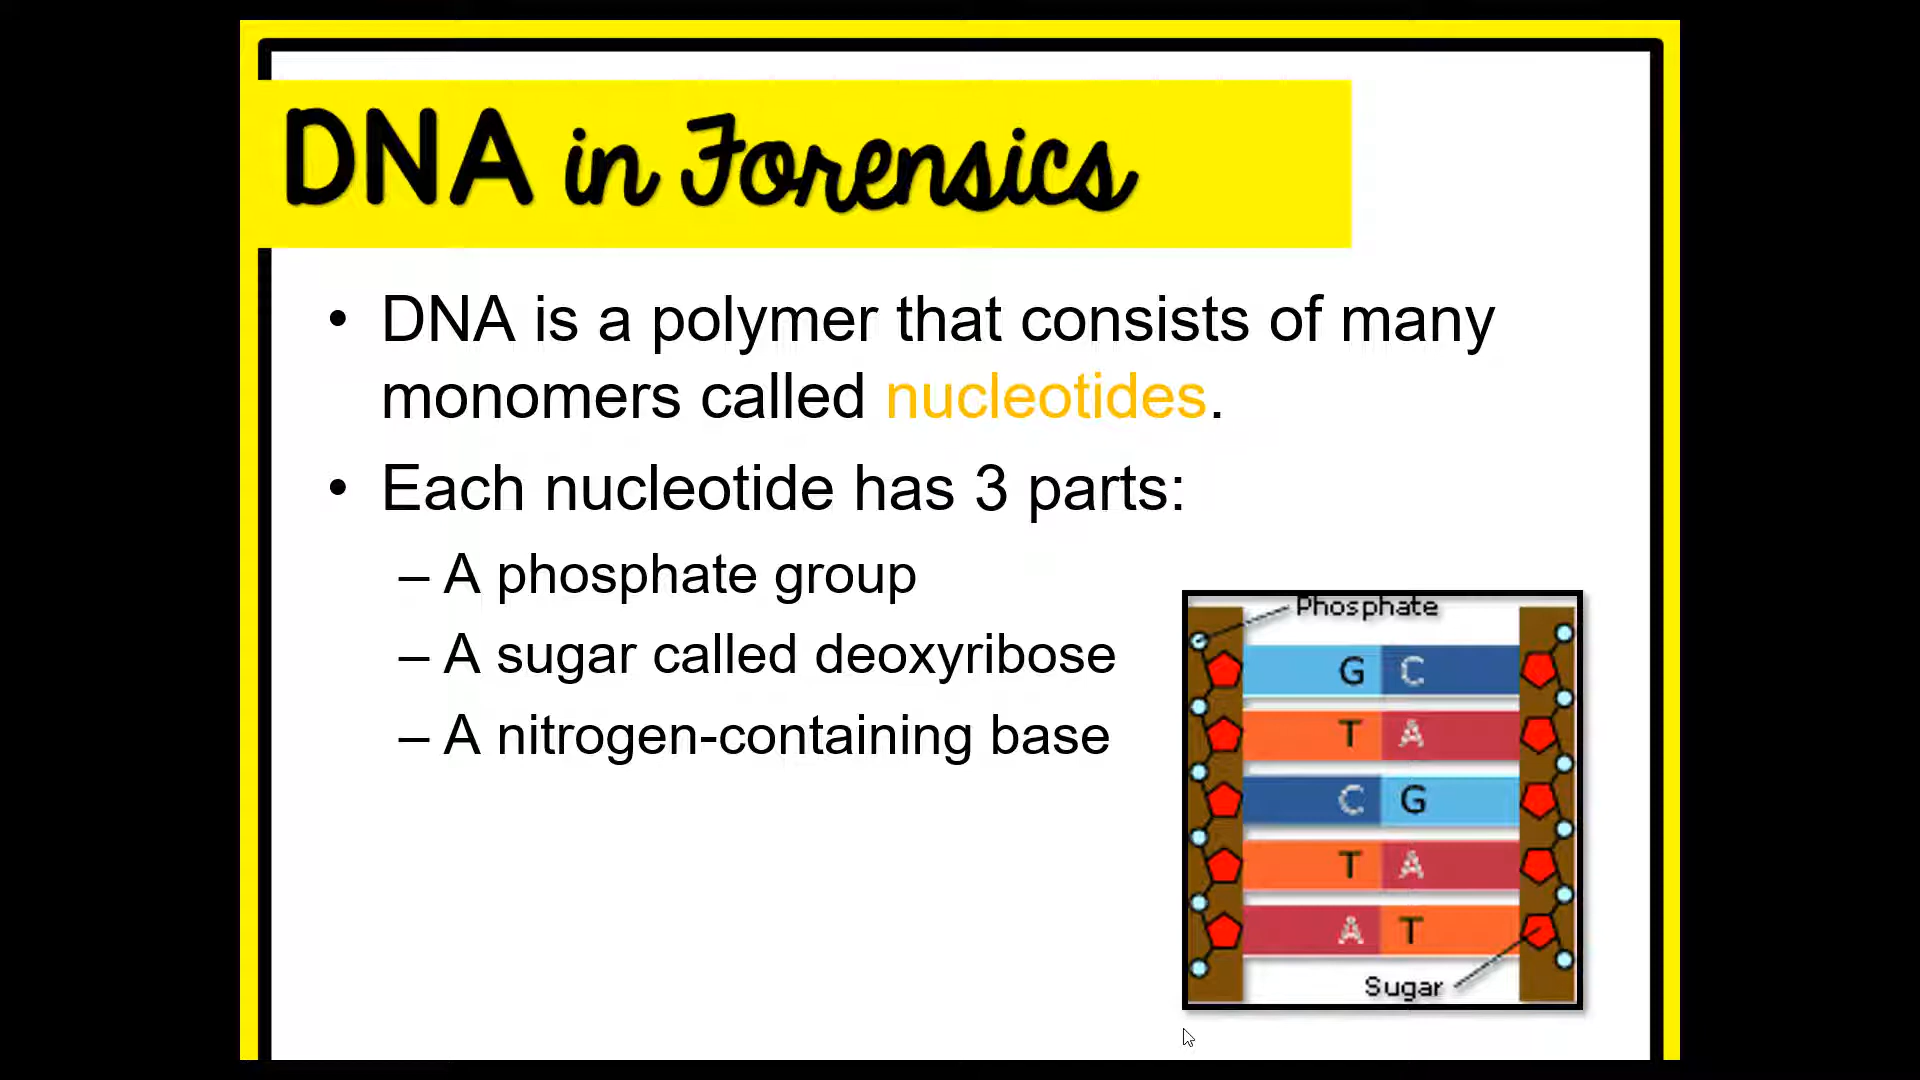 DNA in Forensics
• DNA is a polymer that consists of many
monomers called nucleotides.
• Each nucleotide has 3 parts:
– A phosphate group
– A sugar called deoxyribose
– A nitrogen-containing base
Phosphate
G C
T A
C G
T A
A T
Sugar